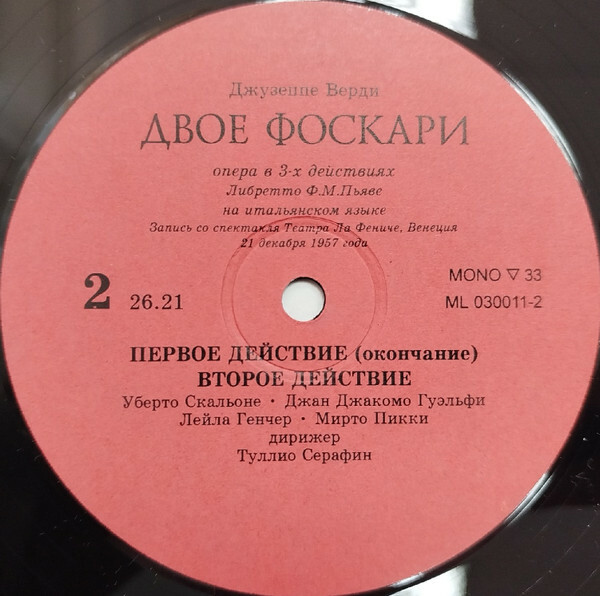 Джузеппе Верди
ДВОЕ ФОСКАРИ
опера в 3-х действиях
Либретто Ф.М.Пьяве
на итальянском языке
Запись со спектакля Театра Ла Фениче, Венеция
21 декабря 1957 года
2 26.21
MONO ▽ 33
ML 030011-2
ПЕРВОЕ ДЕЙСТВИЕ (окончание)
ВТОРОЕ ДЕЙСТВИЕ
Уберто Скальоне · Джан Джакомо Гуэльфи
Лейла Генчер · Мирто Пикки
дирижер
Туллио Серафин